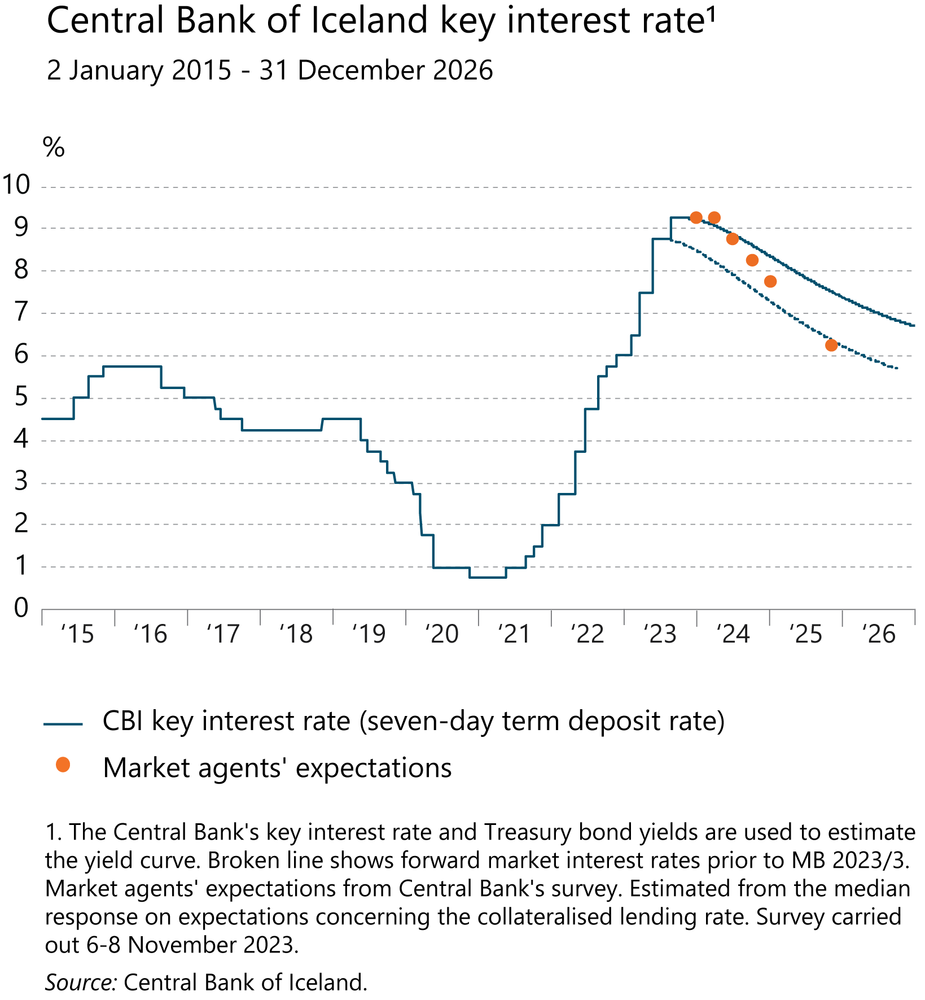 Central Bank of Iceland key interest rate¹
2 January 2015 - 31 December 2026
%
10
9
8
7
6
5
4
3
2
1
0
‘15 ‘16 ‘17 ‘18 ‘19 ‘20 ‘21 ‘22 ‘23 ‘24 ‘25 ‘26
CBI key interest rate (seven-day term deposit rate)
Market agents' expectations
1. The Central Bank's key interest rate and Treasury bond yields are used to estimate
the yield curve. Broken line shows forward market interest rates prior to MB 2023/3.
Market agents' expectations from Central Bank's survey. Estimated from the median
response on expectations concerning the collateralised lending rate. Survey carried
out 6-8 November 2023.
Source: Central Bank of Iceland.